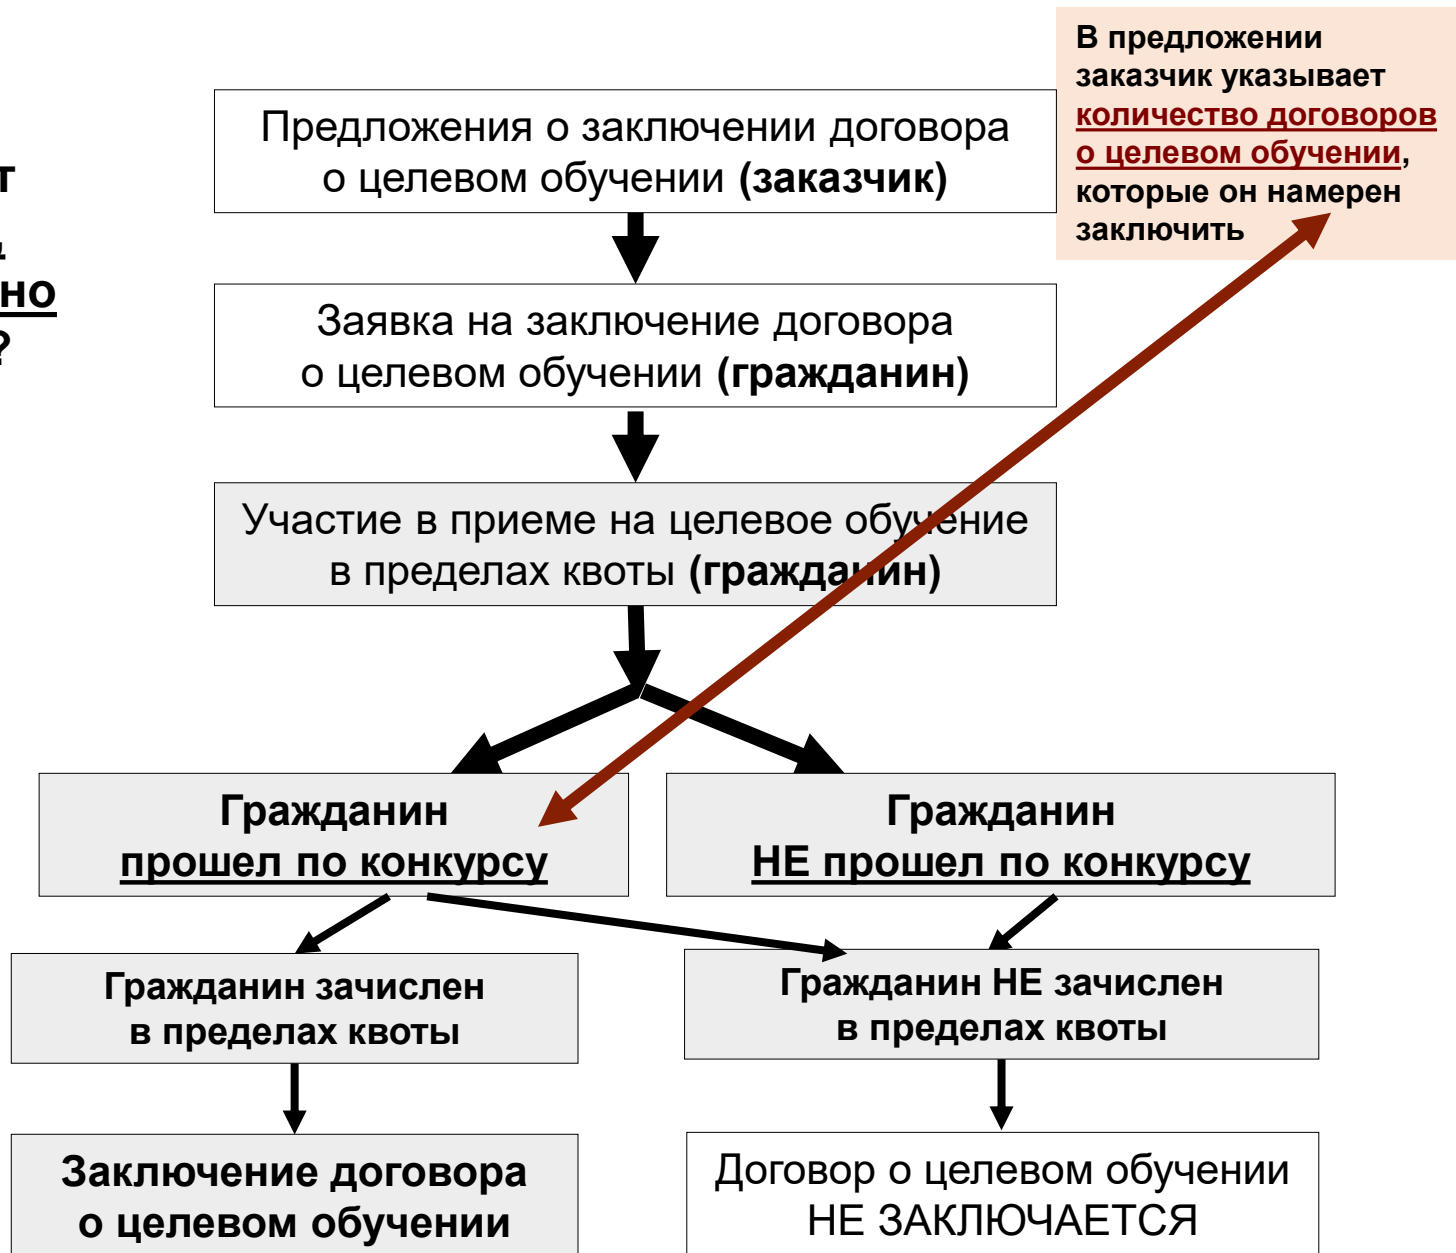 В предложении
заказчик указывает
количество договоров
о целевом обучении,
которые он намерен
заключить
Предложения о заключении договора
о целевом обучении (заказчик)
Заявка на заключение договора
о целевом обучении (гражданин)
Участие в приеме на целевое обучение
в пределах квоты (гражданин)
Гражданин
прошел по конкурсу
Гражданин
НЕ прошел по конкурсу
Гражданин зачислен
в пределах квоты
Гражданин НЕ зачислен
в пределах квоты
Заключение договора
о целевом обучении
Договор о целевом обучении
НЕ ЗАКЛЮЧАЕТСЯ